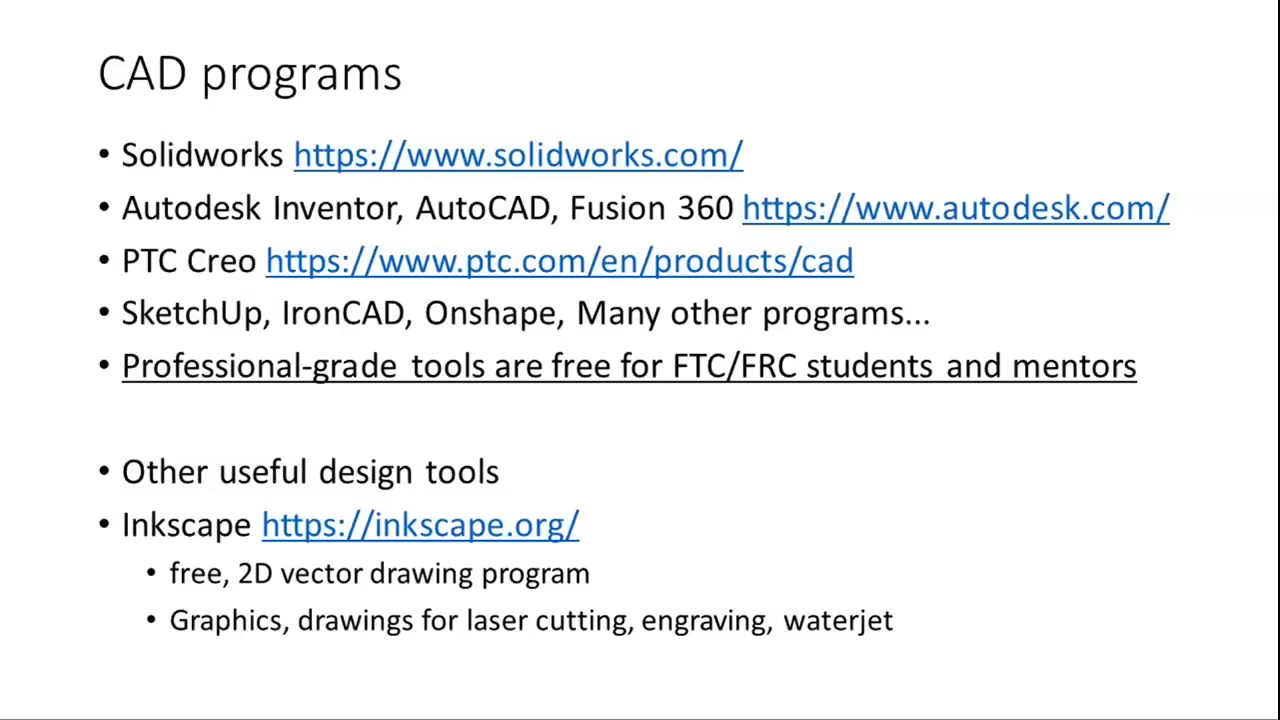 CAD programs
• Solidworks https://www.solidworks.com/
• Autodesk Inventor, AutoCAD, Fusion 360 https://www.autodesk.com/
• PTC Creo https://www.ptc.com/en/products/cad
• SketchUp, IronCAD, Onshape, Many other programs...
• Professional-grade tools are free for FTC/FRC students and mentors
• Other useful design tools
• Inkscape https://inkscape.org/
• free, 2D vector drawing program
• Graphics, drawings for laser cutting, engraving, waterjet